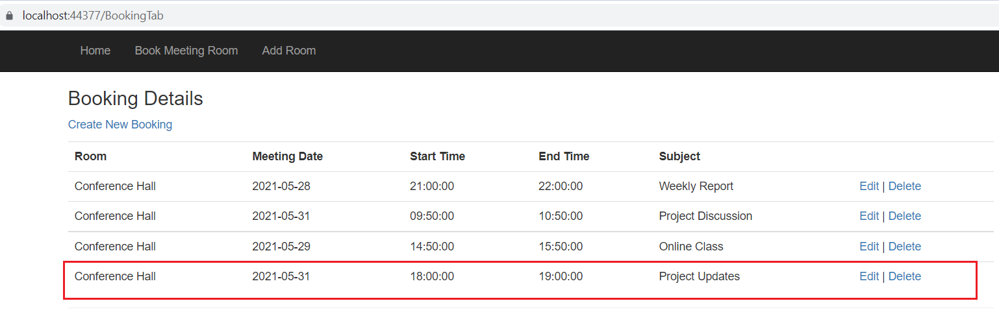 localhost:44377/BookingTab
Home Book Meeting Room Add Room
Booking Details
Create New Booking
Room Meeting Date Start Time End Time Subject
Conference Hall 2021-05-28 21:00:00 22:00:00 Weekly Report Edit | Delete
Conference Hall 2021-05-31 09:50:00 10:50:00 Project Discussion Edit | Delete
Conference Hall 2021-05-29 14:50:00 15:50:00 Online Class Edit | Delete
Conference Hall 2021-05-31 18:00:00 19:00:00 Project Updates Edit | Delete